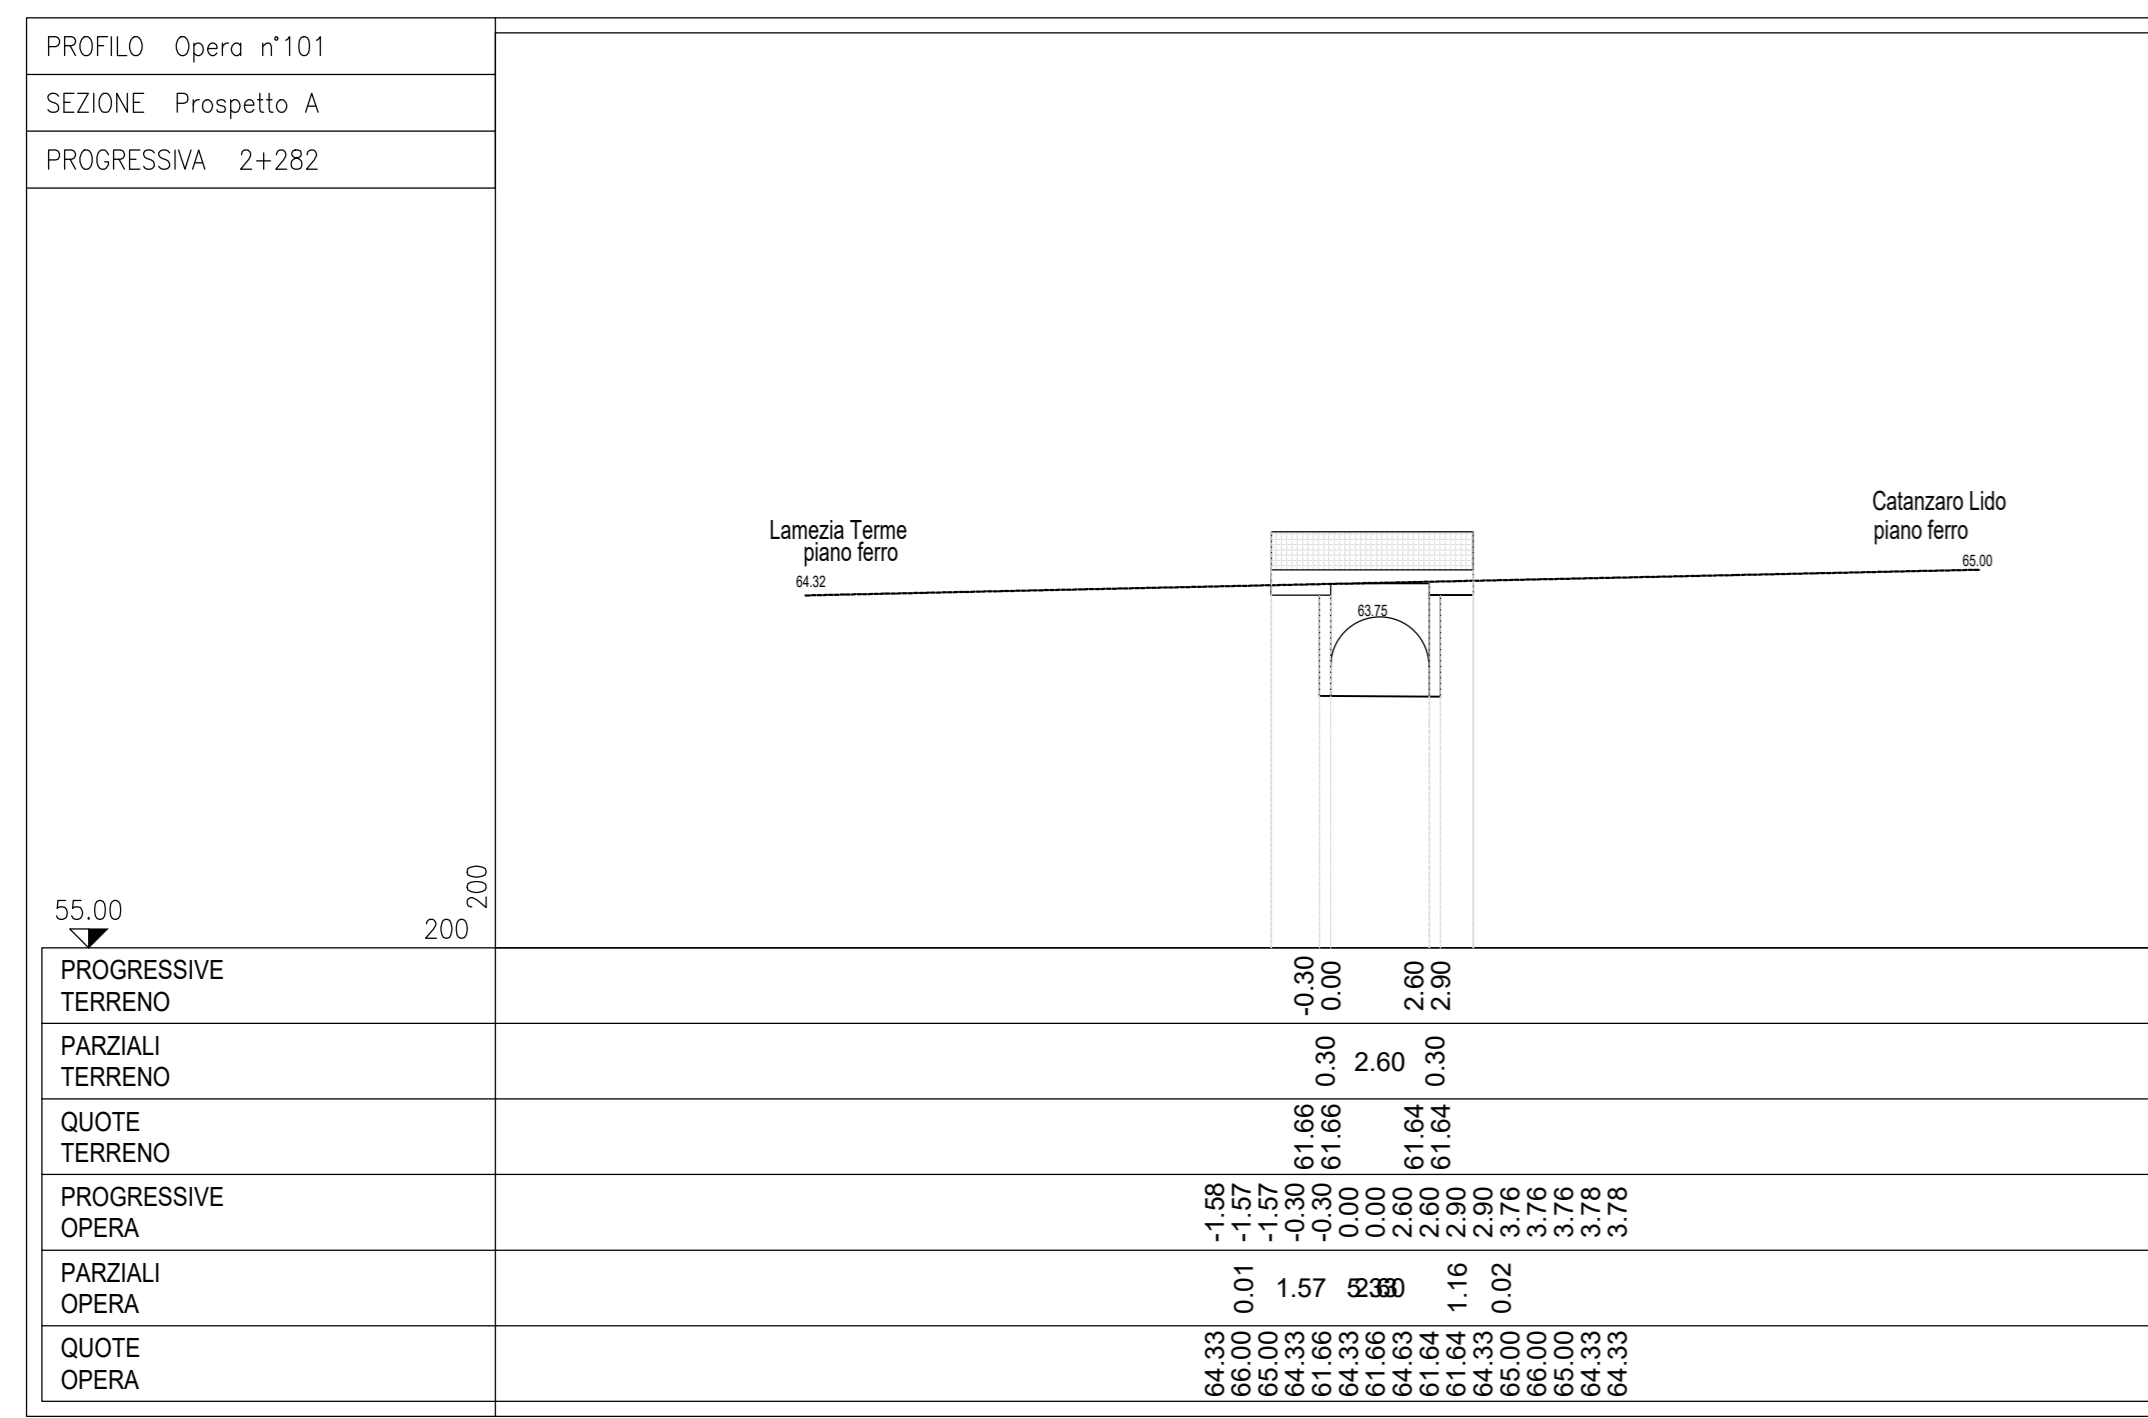 PROFILO Opera n°101
SEZIONE Prospetto A
PROGRESSIVA 2+282
Catanzaro Lido
piano ferro
65.00
Lamezia Terme
piano ferro
64.32
63.75
200
55.00
200
PROGRESSIVE
TERRENO
-0.30 0.00 2.60 2.90
PARZIALI
TERRENO
0.30 2.60 0.30
QUOTE
TERRENO
61.66 61.66 61.64 61.64
PROGRESSIVE
OPERA
-1.58 -1.57 -1.57 -0.30 -0.30 0.00 0.00 2.60 2.60 2.90 2.90 3.76 3.76 3.76 3.78 3.78
PARZIALI
OPERA
0.01 1.57 1.16 0.02
QUOTE
OPERA
64.33 66.00 65.00 64.33 61.66 64.33 61.66 64.63 61.64 61.64 64.33 65.00 66.00 65.00 64.33 64.33